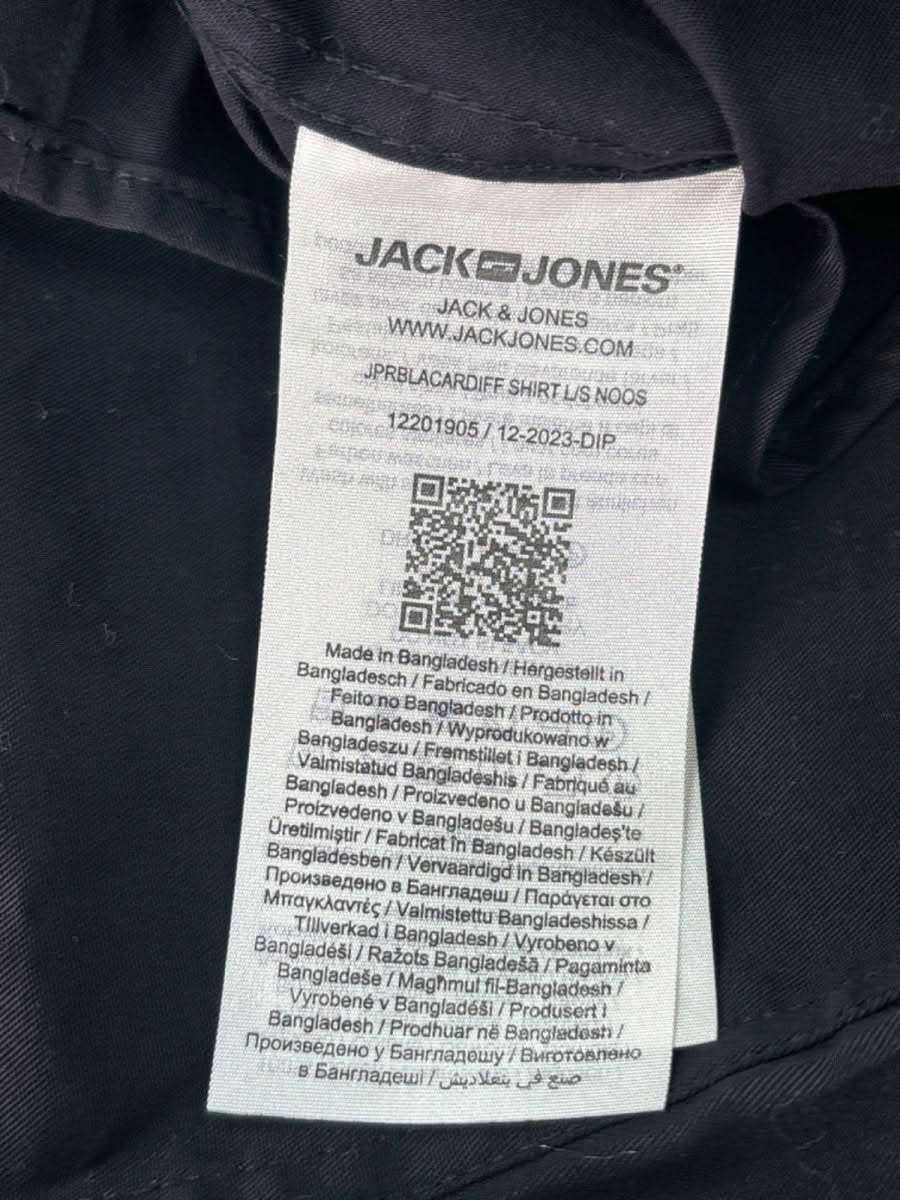 JACK JONES®
JACK & JONES
WWW.JACKJONES.COM
JPRBLACARDIFF SHIRT L/S NOOS
12201905 / 12-2023-DIP
Made in Bangladesh / Hergestellt in
Bangladesch / Fabricado en Bangladesh /
Feito no Bangladesh / Prodotto in
Bangladesh / Wyprodukowano w
Bangladeszu / Fremstillet i Bangladesh /
Valmistatud Bangladeshis / Fabriqué au
Bangladesh / Proizvedeno u Bangladešu /
Proizvedeno v Bangladešu / Bangladeş'te
Üretilmiştir / Fabricat în Bangladesh / Készült
Bangladesben / Vervaardigd in Bangladesh /
Произведено в Бангладеш / Παράγεται στο
Μπαγκλαντές / Valmistettu Bangladeshissa /
Tillverkad i Bangladesh / Vyrobeno v
Bangladéši / Ražots Bangladešā / Pagaminta
Bangladeše / Magħmul fil-Bangladesh /
Vyrobené v Bangladéši / Produsert i
Bangladesh / Prodhuar në Bangladesh /
Произведено у Бангладешу / Виготовлено
в Бангладеші / صنع في بنغلاديش